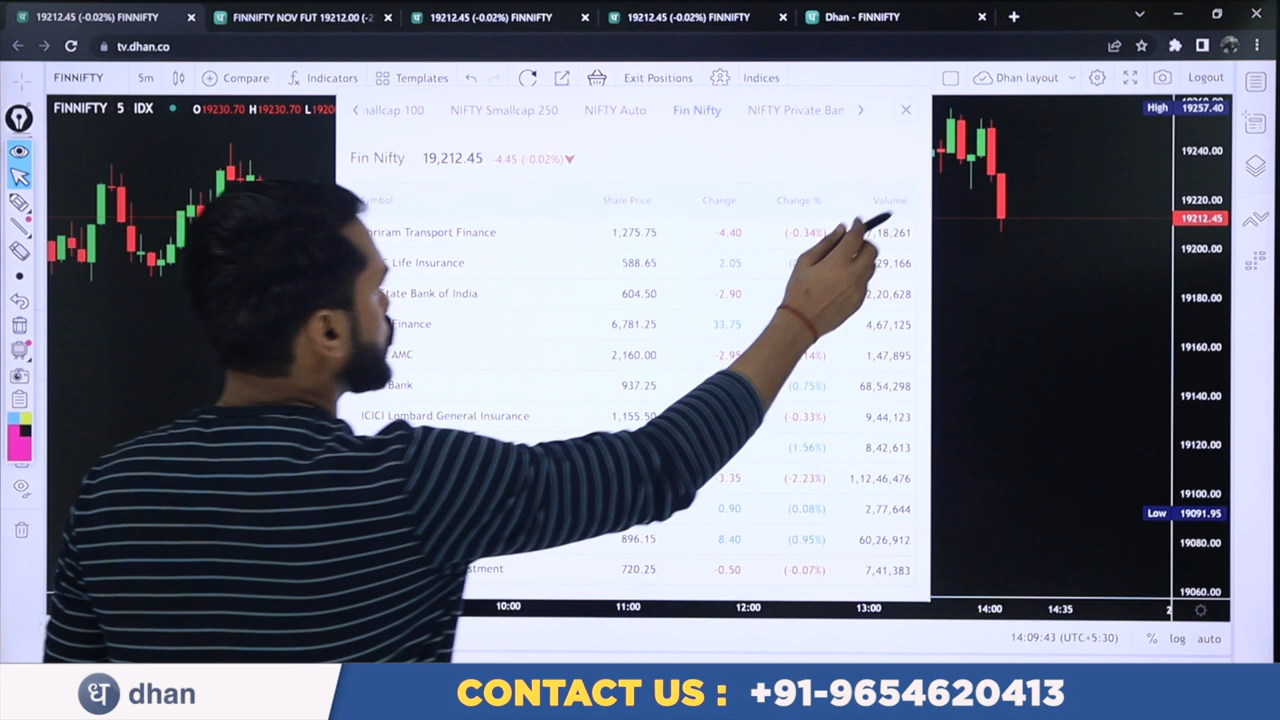 19212.45 (-0.02%) FINNIFTY
FINNIFTY NOV FUT 19212.00 (-2
19212.45 (-0.02%) FINNIFTY
19212.45 (-0.02%) FINNIFTY
Dhan - FINNIFTY
tv.dhan.co
FINNIFTY 5m Compare Indicators Templates Exit Positions Indices Dhan layout Logout
FINNIFTY 5 IDX O19230.70 H19230.70 L1920
mallcap 100 NIFTY Smallcap 250 NIFTY Auto Fin Nifty NIFTY Private Ban
Fin Nifty 19,212.45 -4.45 (-0.02%)
Share Price Change Change % Volume
Transport Finance 1,275.75 -4.40 (-0.34%) 7,18,261
Life Insurance 588.65 2.05 29,166
State Bank of India 604.50 -2.90 2,20,628
Finance 6,781.25 33.75 4,67,125
AMC 2,160.00 -2.95 1,47,895
Bank 937.25 (0.75%) 68,54,298
ICICI Lombard General Insurance 1,155.50 (-0.33%) 9,44,123
(1.56%) 8,42,613
3.35 (-2.23%) 1,12,46,476
0.90 (0.08%) 2,77,644
896.15 8.40 (0.95%) 60,26,912
stment 720.25 -0.50 (-0.07%) 7,41,383
High 19257.40
19240.00
19220.00
19212.45
19200.00
19180.00
19160.00
19140.00
19120.00
19100.00
Low 19091.95
19080.00
19060.00
10:00 11:00 12:00 13:00 14:00 14:35 2
14:09:43 (UTC+5:30) % log auto
ध dhan
CONTACT US : +91-9654620413